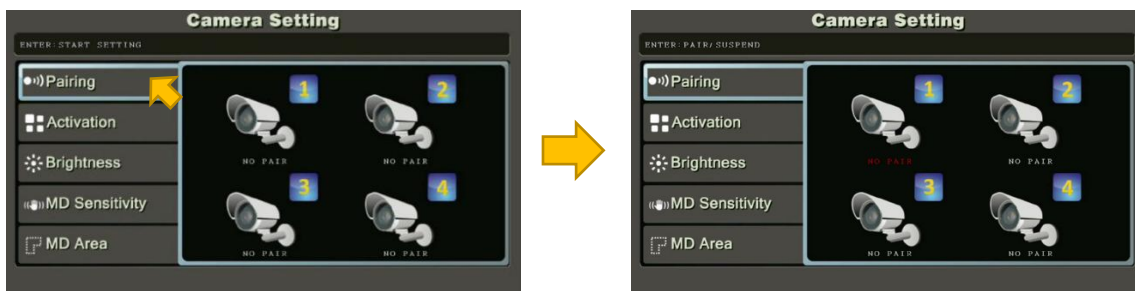 Camera Setting
ENTER:START SETTING
Pairing
Activation
Brightness
MD Sensitivity
MD Area
1
2
NO PAIR
NO PAIR
3
4
NO PAIR
NO PAIR
Camera Setting
ENTER:PAIR/SUSPEND
Pairing
Activation
Brightness
MD Sensitivity
MD Area
1
2
NO PAIR
NO PAIR
3
4
NO PAIR
NO PAIR